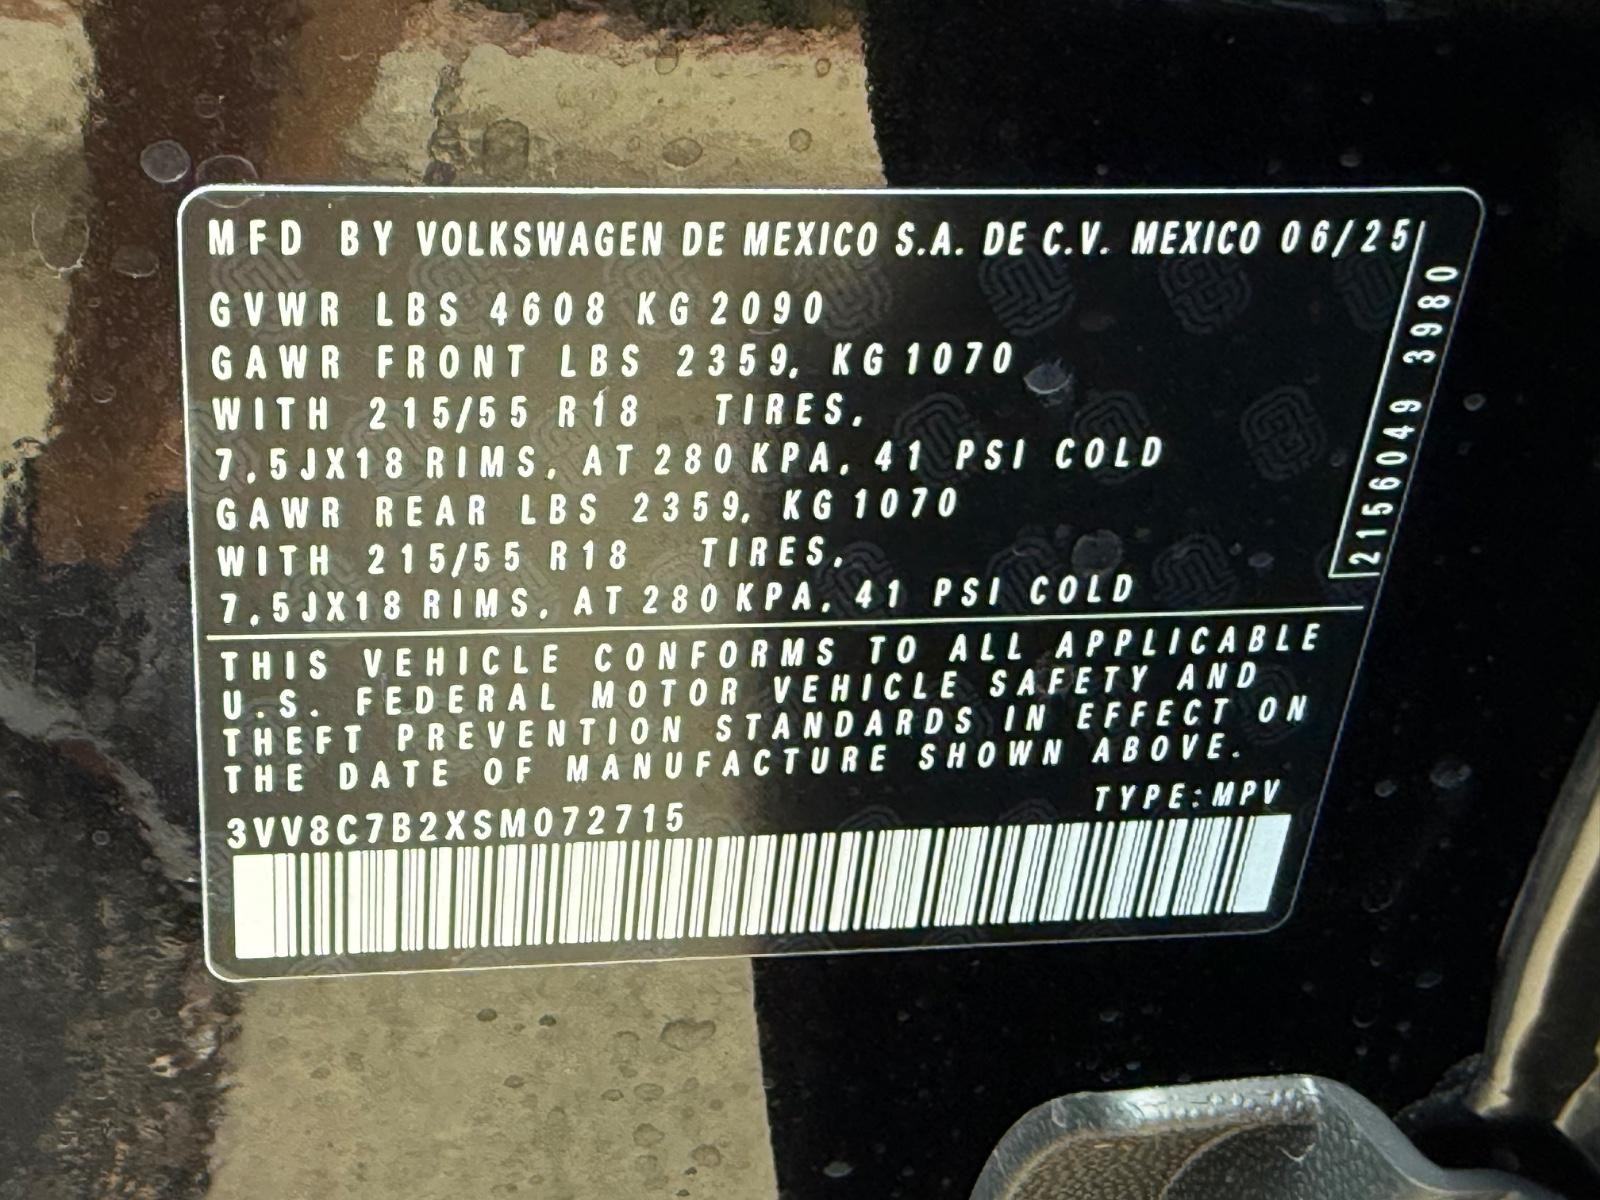 MFD BY VOLKSWAGEN DE MEXICO S.A. DE C.V. MEXICO 06/25
GVWR LBS 4608 KG 2090
GAWR FRONT LBS 2359, KG 1070
WITH 215/55 R18 TIRES,
7,5JX18 RIMS, AT 280 KPA, 41 PSI COLD
GAWR REAR LBS 2359, KG 1070
WITH 215/55 R18 TIRES,
7,5JX18 RIMS, AT 280 KPA, 41 PSI COLD
2156049 3980
THIS VEHICLE CONFORMS TO ALL APPLICABLE
U.S. FEDERAL MOTOR VEHICLE SAFETY AND
THEFT PREVENTION STANDARDS IN EFFECT ON
THE DATE OF MANUFACTURE SHOWN ABOVE.
TYPE:MPV
3VV8C7B2XSM072715